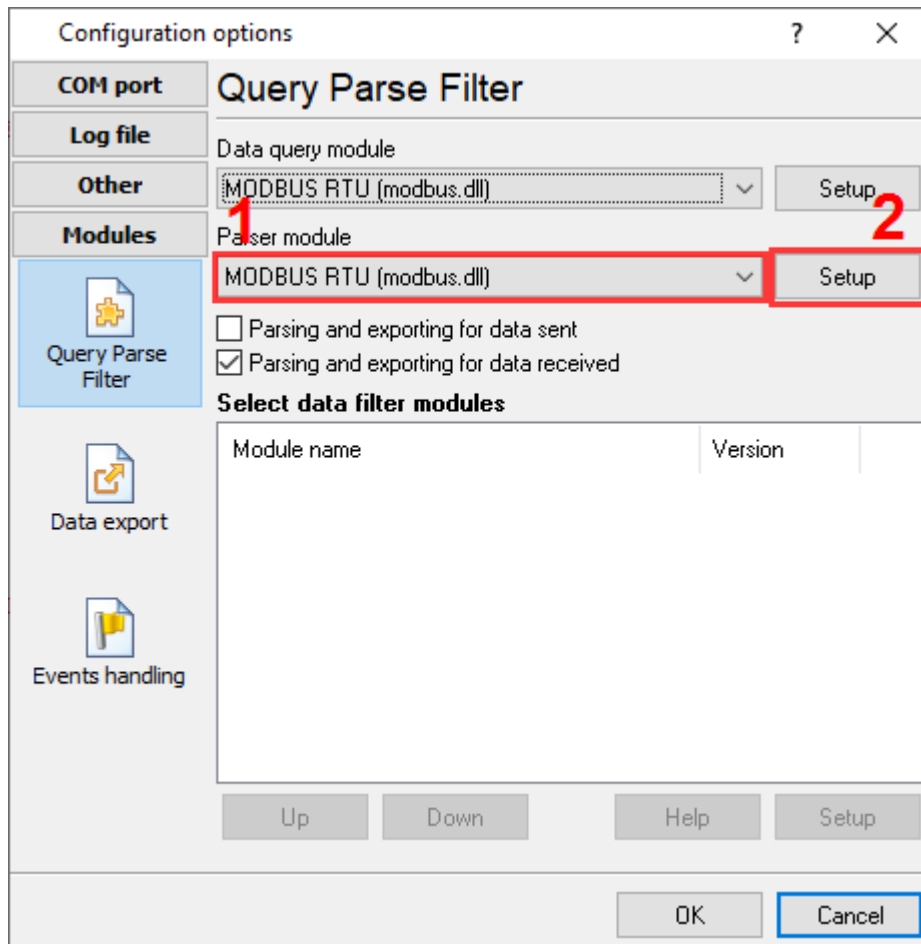 Configuration options
?
COM port
Log file
Other
Modules
Query Parse
Filter
Data export
Events handling
Query Parse Filter
Data query module
MODBUS RTU (modbus.dll)
Setup
1
2
Parser module
MODBUS RTU (modbus.dll)
Setup
Parsing and exporting for data sent
Parsing and exporting for data received
Select data filter modules
Module name
Version
Up
Down
Help
Setup
OK
Cancel